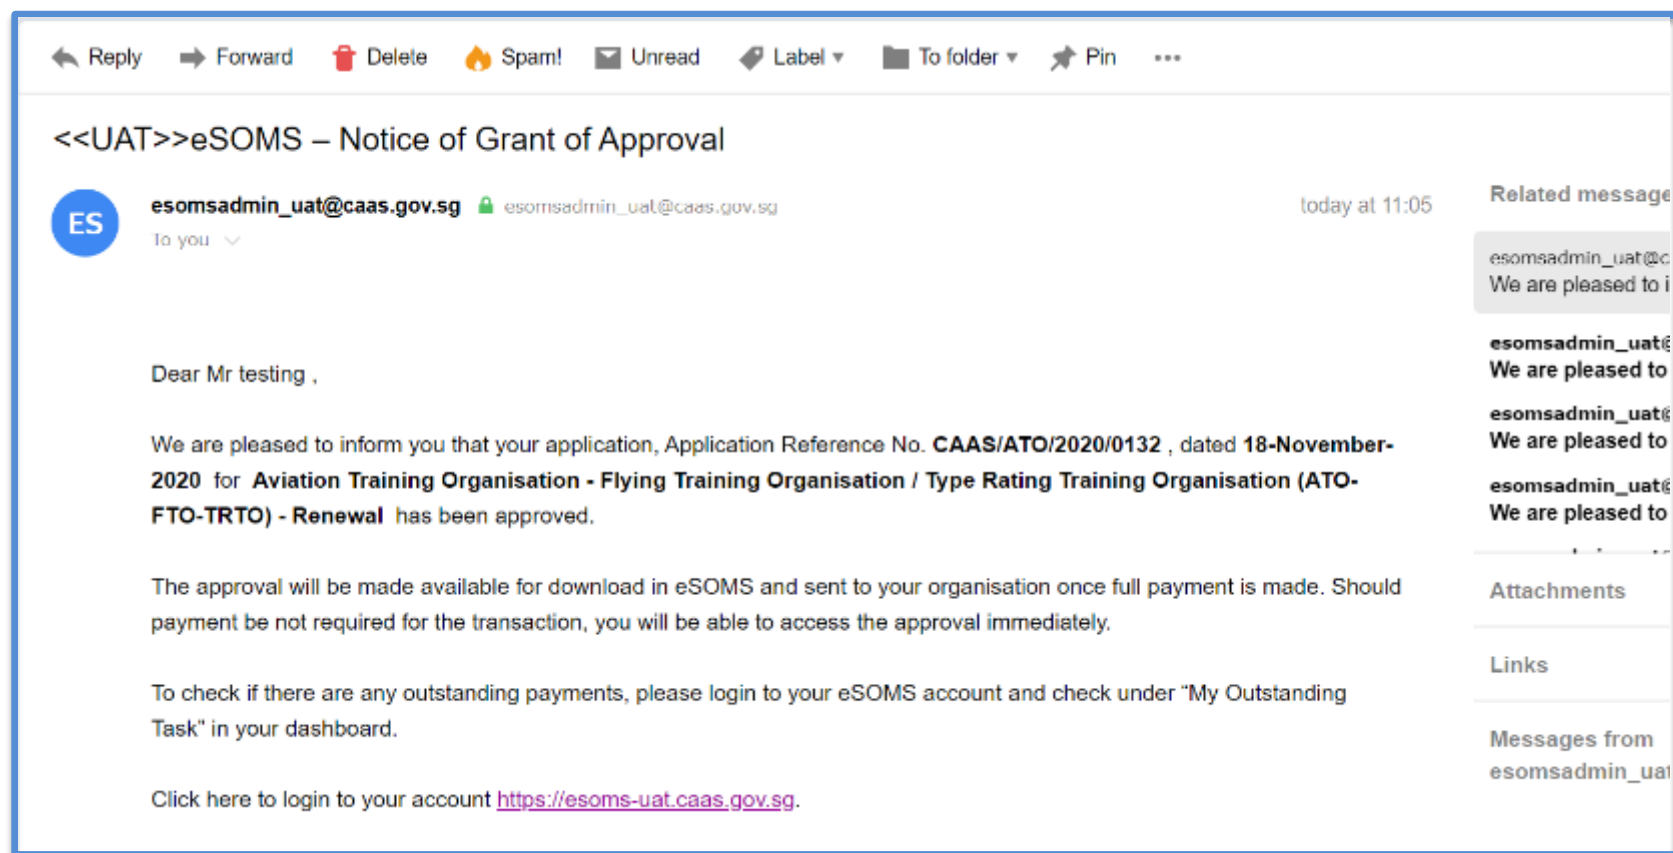 Reply Forward Delete Spam! Unread Label To folder Pin
<<UAT>>eSOMS – Notice of Grant of Approval
ES
esomsadmin_uat@caas.gov.sg esomsadmin_uat@caas.gov.sg today at 11:05
To you
Dear Mr testing ,
We are pleased to inform you that your application, Application Reference No. CAAS/ATO/2020/0132 , dated 18-November-
2020 for Aviation Training Organisation - Flying Training Organisation / Type Rating Training Organisation (ATO-
FTO-TRTO) - Renewal has been approved.
The approval will be made available for download in eSOMS and sent to your organisation once full payment is made. Should
payment be not required for the transaction, you will be able to access the approval immediately.
To check if there are any outstanding payments, please login to your eSOMS account and check under “My Outstanding
Task” in your dashboard.
Click here to login to your account https://esoms-uat.caas.gov.sg.
Related message
esomsadmin_uat@c
We are pleased to i
esomsadmin_uat@
We are pleased to
esomsadmin_uat@
We are pleased to
esomsadmin_uat@
We are pleased to
Attachments
Links
Messages from
esomsadmin_uat